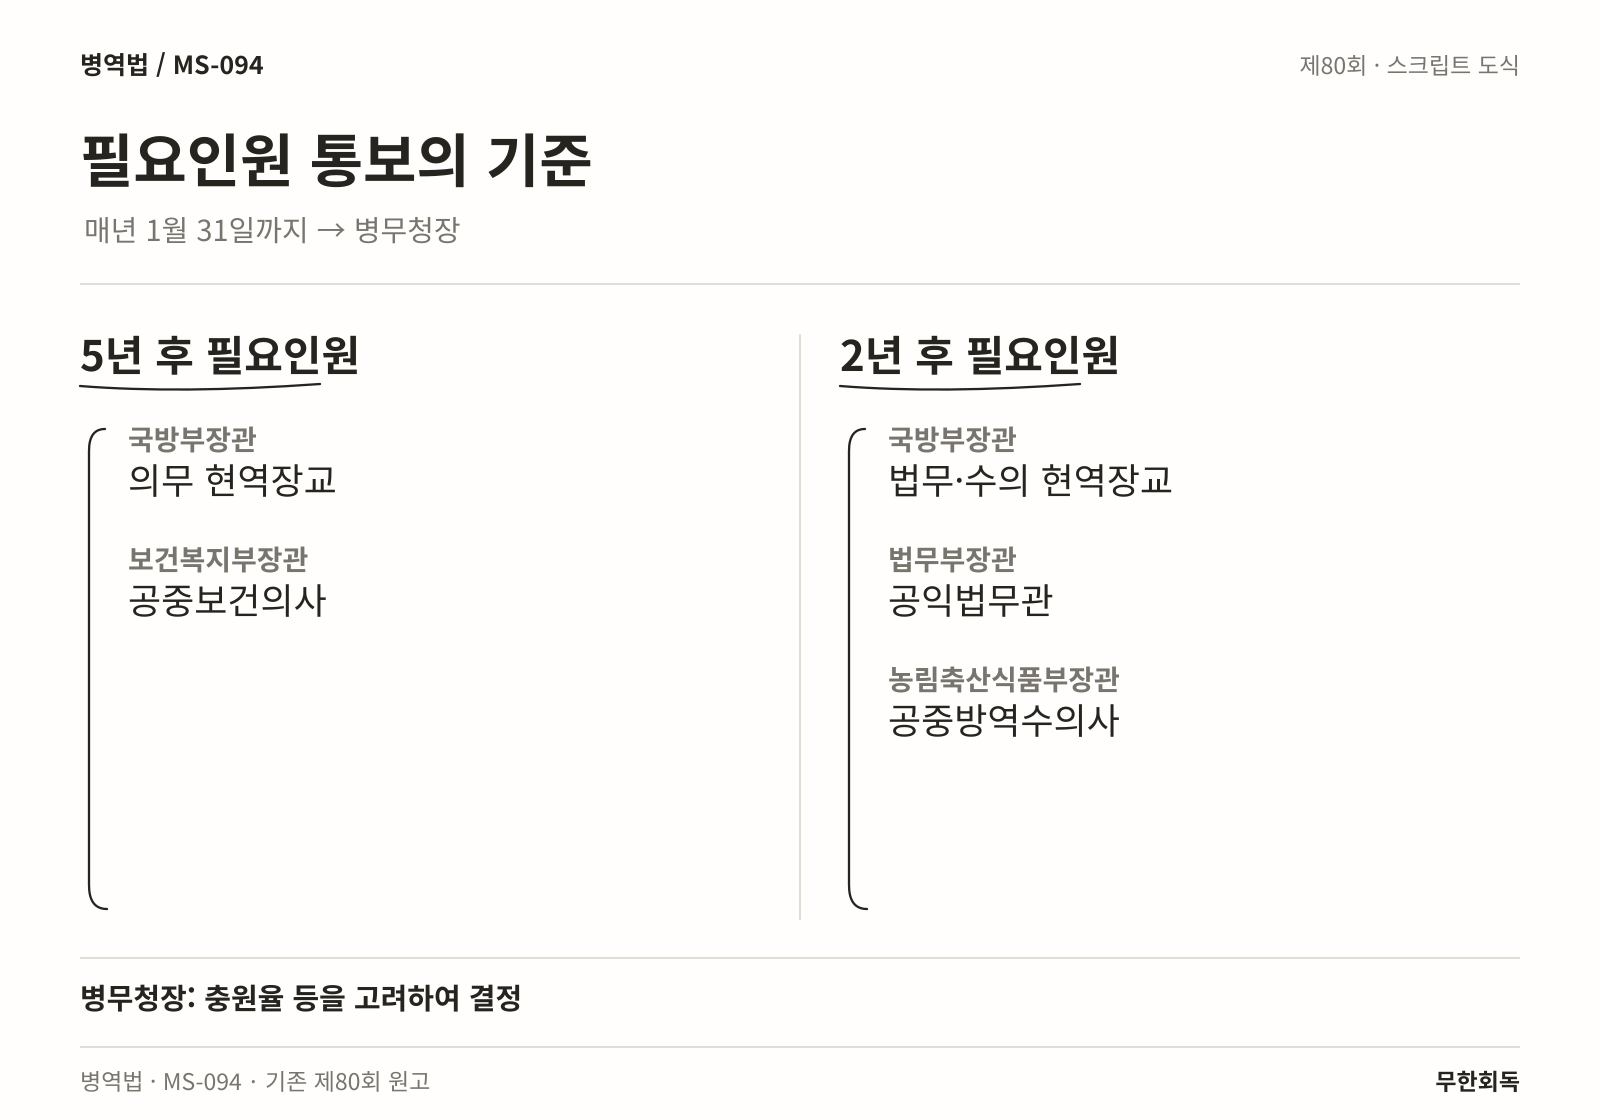 병역법 / MS-094
제80회 · 스크립트 도식
필요인원 통보의 기준
매년 1월 31일까지 → 병무청장
5년 후 필요인원
국방부장관
의무 현역장교
보건복지부장관
공중보건의사
2년 후 필요인원
국방부장관
법무·수의 현역장교
법무부장관
공익법무관
농림축산식품부장관
공중방역수의사
병무청장: 충원율 등을 고려하여 결정
병역법 · MS-094 · 기존 제80회 원고
무한회독